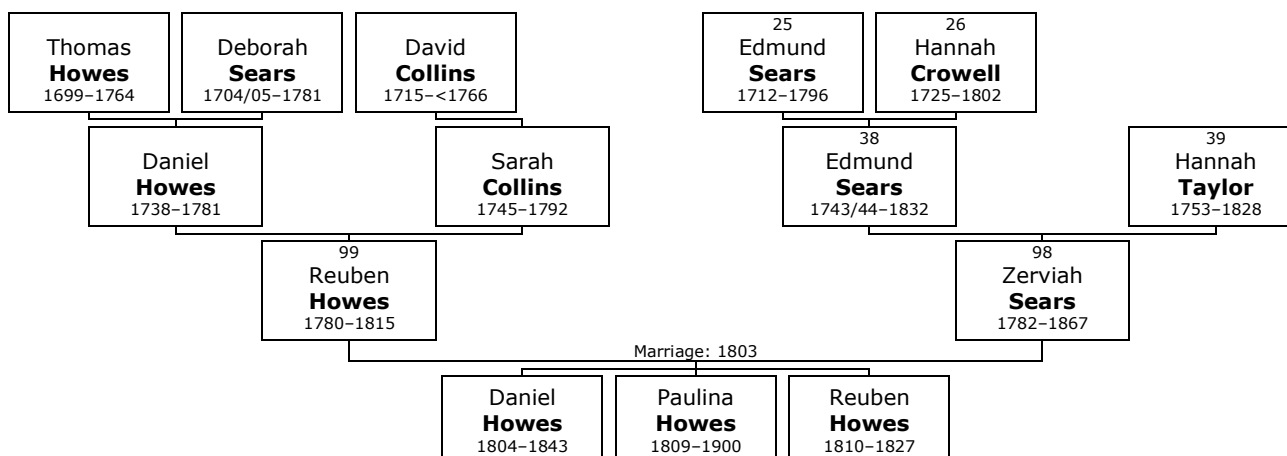 Thomas
Howes
1699–1764
Deborah
Sears
1704/05–1781
David
Collins
1715–<1766
25
Edmund
Sears
1712–1796
26
Hannah
Crowell
1725–1802
Daniel
Howes
1738–1781
Sarah
Collins
1745–1792
38
Edmund
Sears
1743/44–1832
39
Hannah
Taylor
1753–1828
99
Reuben
Howes
1780–1815
98
Zerviah
Sears
1782–1867
Marriage: 1803
Daniel
Howes
1804–1843
Paulina
Howes
1809–1900
Reuben
Howes
1810–1827